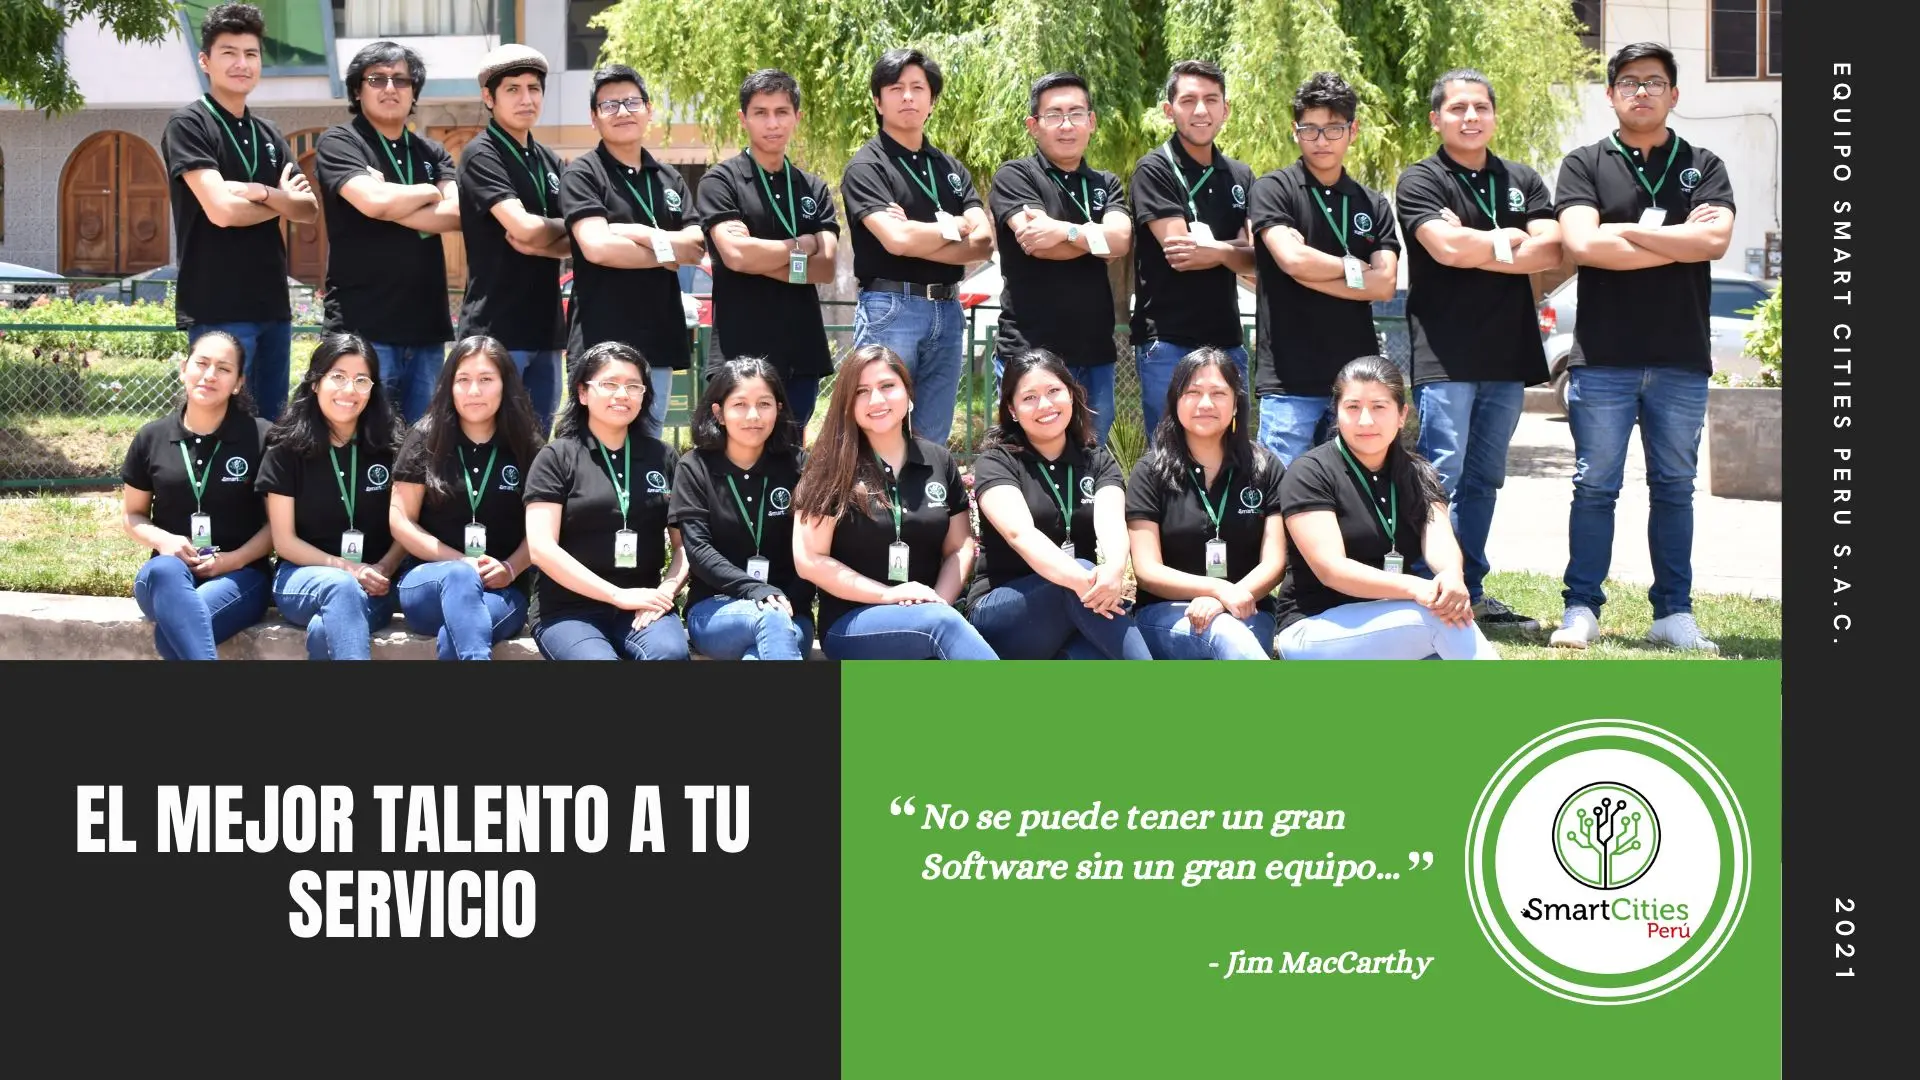 EQUIPO SMART CITIES PERU S.A.C.
2021
EL MEJOR TALENTO A TU
SERVICIO
“No se puede tener un gran
Software sin un gran equipo...”
- Jim MacCarthy
SmartCities
Perú